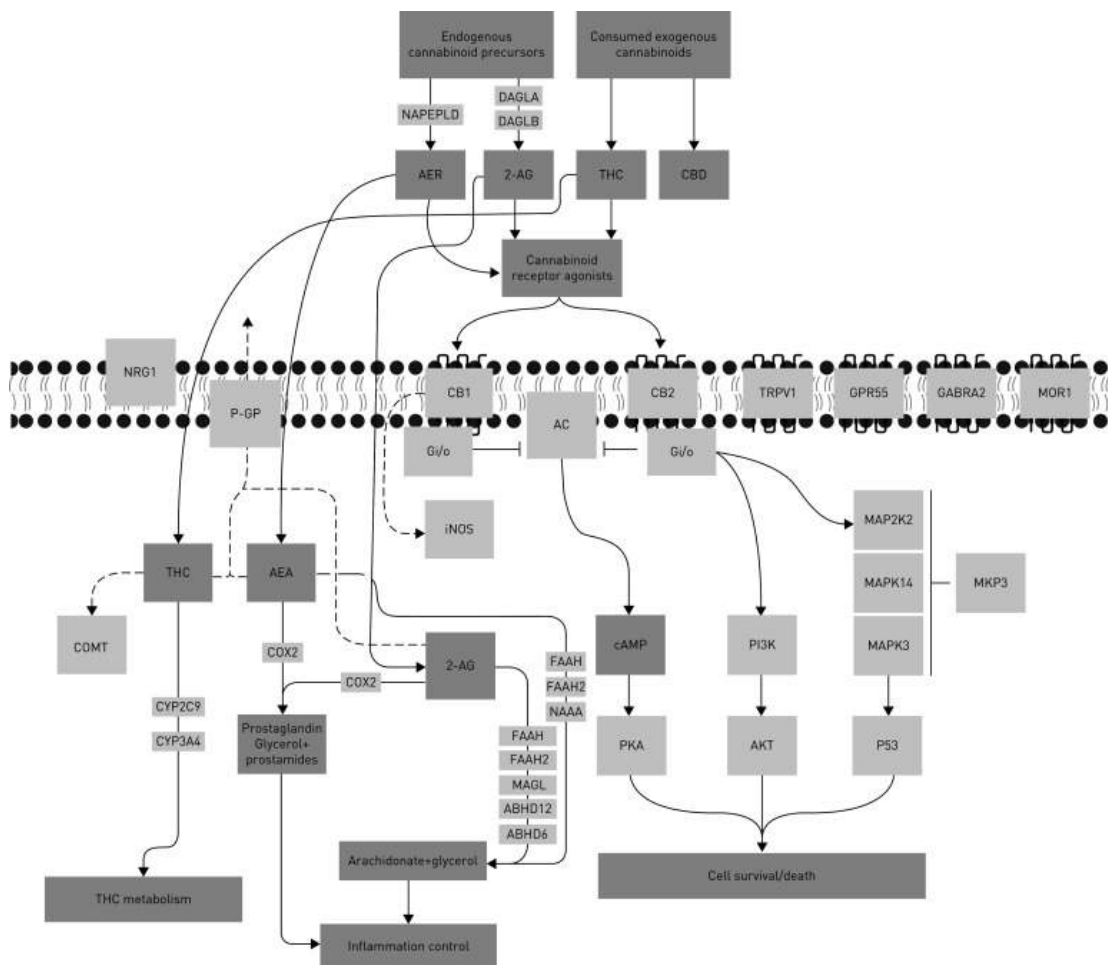 Endogenous
cannabinoid precursors
Consumed exogenous
cannabinoids
NAPEPLD
DAGLA
DAGLB
AER
2-AG
THC
CBD
Cannabinoid
receptor agonists
NRG1
P-GP
CB1
AC
CB2
TRPV1
GPR55
GABRA2
MOR1
Gi/o
Gi/o
iNOS
MAP2K2
MAPK14
MAPK3
MKP3
THC
AEA
COMT
COX2
COX2
2-AG
cAMP
PI3K
FAAH
FAAH2
NAAA
CYP2C9
CYP3A4
Prostaglandin
Glycerol+
prostamides
FAAH
FAAH2
MAGL
ABHD12
ABHD6
PKA
AKT
P53
Arachidonate+glycerol
Cell survival/death
THC metabolism
Inflammation control